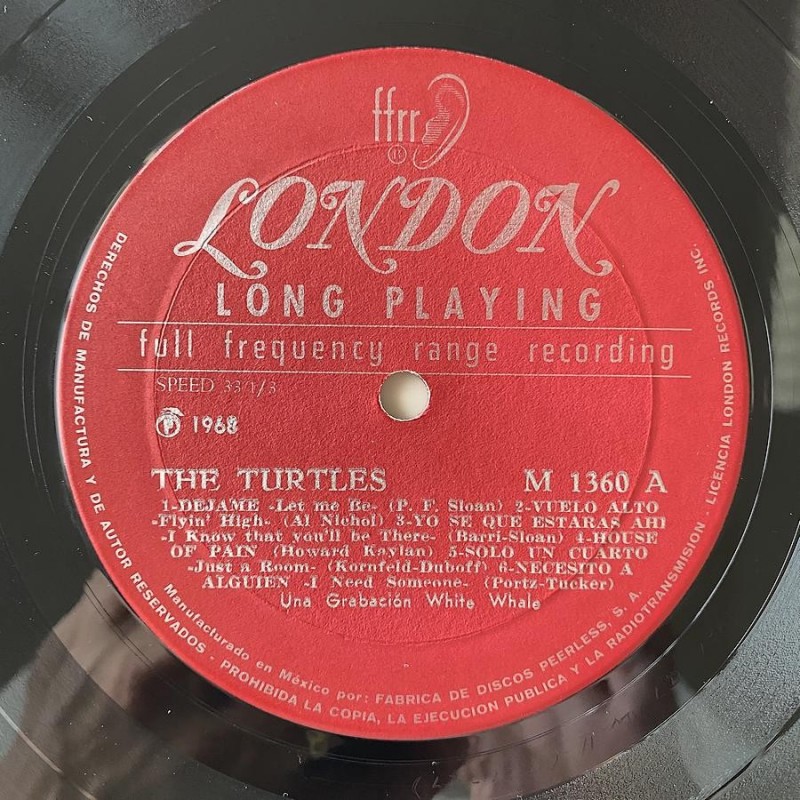 ffrr
LONDON
LONG PLAYING
full frequency range recording
SPEED 33 1/3
Ⓟ 1968
THE TURTLES M 1360 A
1-DEJAME -Let me Be- (P. F. Sloan) 2-VUELO ALTO
-Flyin' High- (Al Nichol) 3-YO SE QUE ESTARAS AHI
-I Know that you'll be There- (Barri-Sloan) 4-HOUSE
OF PAIN (Howard Kaylan) 5-SOLO UN CUARTO
-Just a Room- (Kornfeld-Duboff) 6-NECESITO A
ALGUIEN -I Need Someone- (Portz-Tucker)
Una Grabación White Whale
Manufacturado en México por: FABRICA DE DISCOS PEERLESS, S. A.
DERECHOS DE MANUFACTURA Y DE AUTOR RESERVADOS - PROHIBIDA LA COPIA, LA EJECUCION PUBLICA Y LA RADIOTRANSMISION - LICENCIA LONDON RECORDS INC.